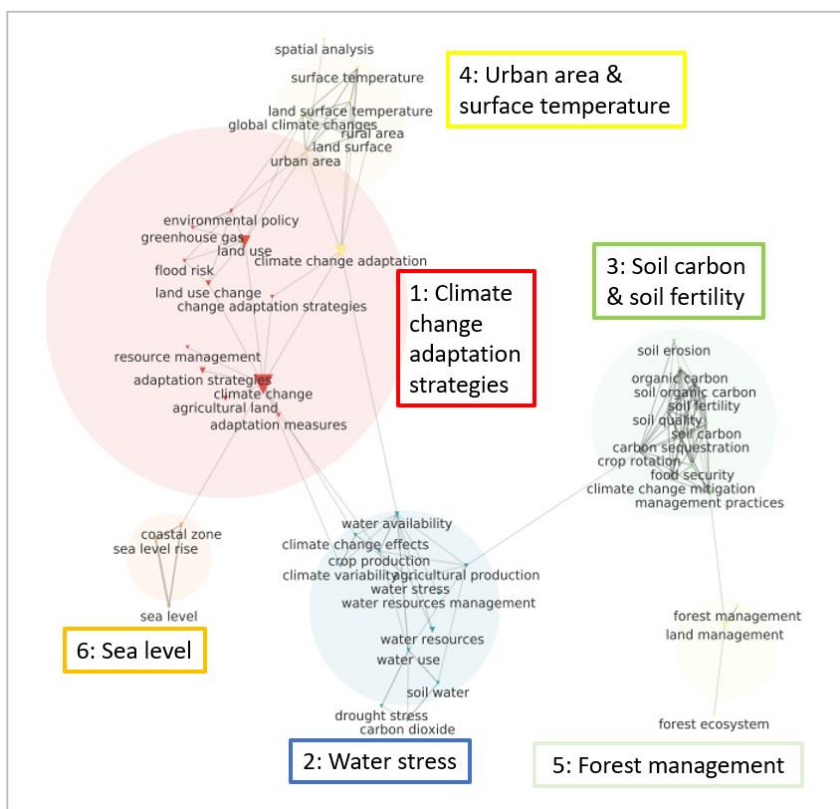 spatial analysis
surface temperature
land surface temperature
global climate changes
rural area
land surface
urban area
4: Urban area &
surface temperature
environmental policy
greenhouse gas
land use
climate change adaptation
flood risk
land use change
change adaptation strategies
resource management
adaptation strategies
climate change
agricultural land
adaptation measures
1: Climate
change
adaptation
strategies
3: Soil carbon
& soil fertility
soil erosion
organic carbon
soil organic carbon
soil fertility
soil quality
soil carbon
carbon sequestration
crop rotation
food security
climate change mitigation
management practices
coastal zone
sea level rise
sea level
6: Sea level
water availability
climate change effects
crop production
climate variability
agricultural production
water stress
water resources management
water resources
water use
soil water
drought stress
carbon dioxide
2: Water stress
forest management
land management
forest ecosystem
5: Forest management